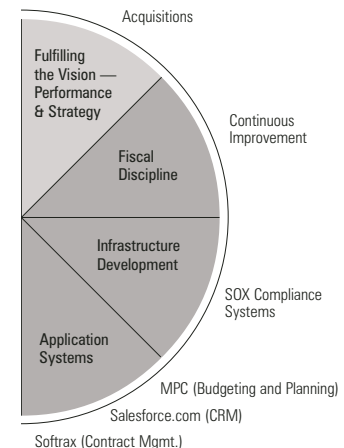 Acquisitions
Fulfilling
the Vision —
Performance
& Strategy
Continuous
Improvement
Fiscal
Discipline
Infrastructure
Development
SOX Compliance
Systems
Application
Systems
MPC (Budgeting and Planning)
Salesforce.com (CRM)
Softrax (Contract Mgmt.)